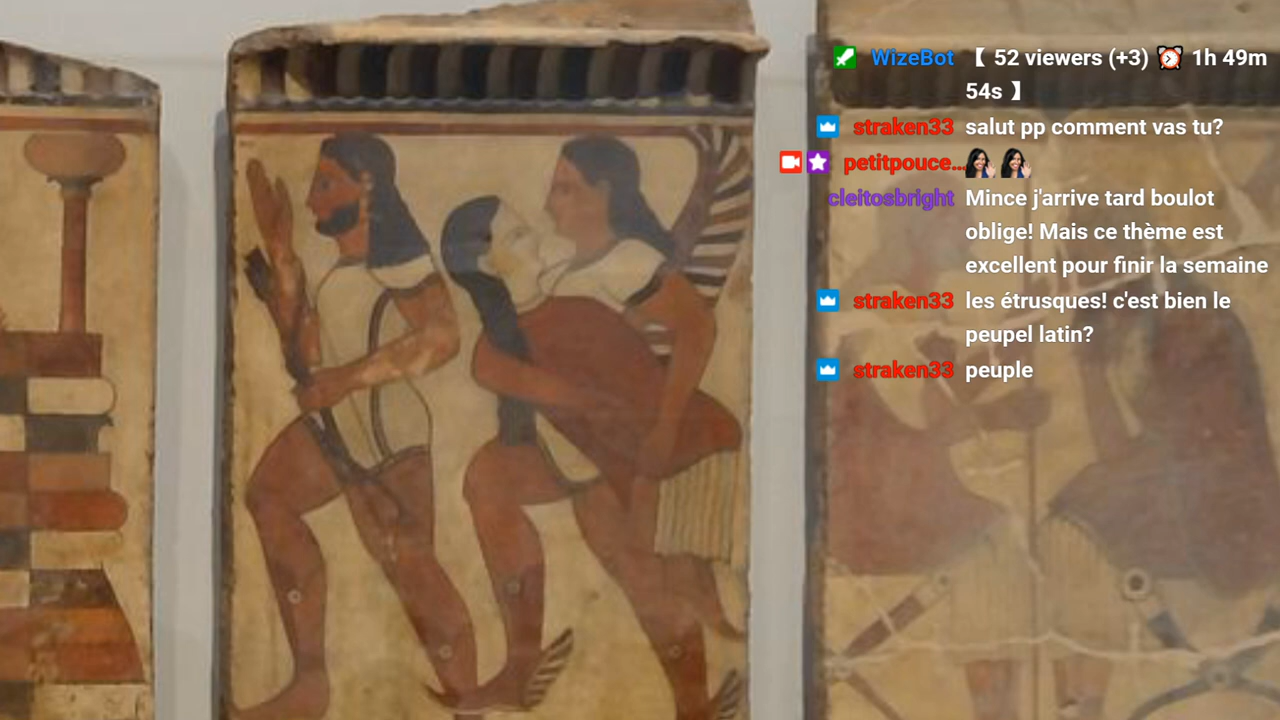 WizeBot 【 52 viewers (+3) ⏰ 1h 49m
54s 】
straken33 salut pp comment vas tu?
petitpouce...
cleitosbright Mince j'arrive tard boulot
oblige! Mais ce thème est
excellent pour finir la semaine
straken33 les étrusques! c'est bien le
peupel latin?
straken33 peuple